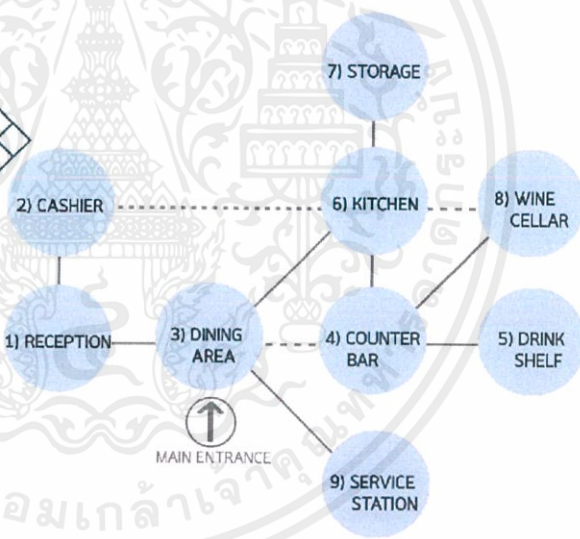 7) STORAGE
2) CASHIER
6) KITCHEN
8) WINE
CELLAR
1) RECEPTION
3) DINING
AREA
4) COUNTER
BAR
5) DRINK
SHELF
MAIN ENTRANCE
9) SERVICE
STATION